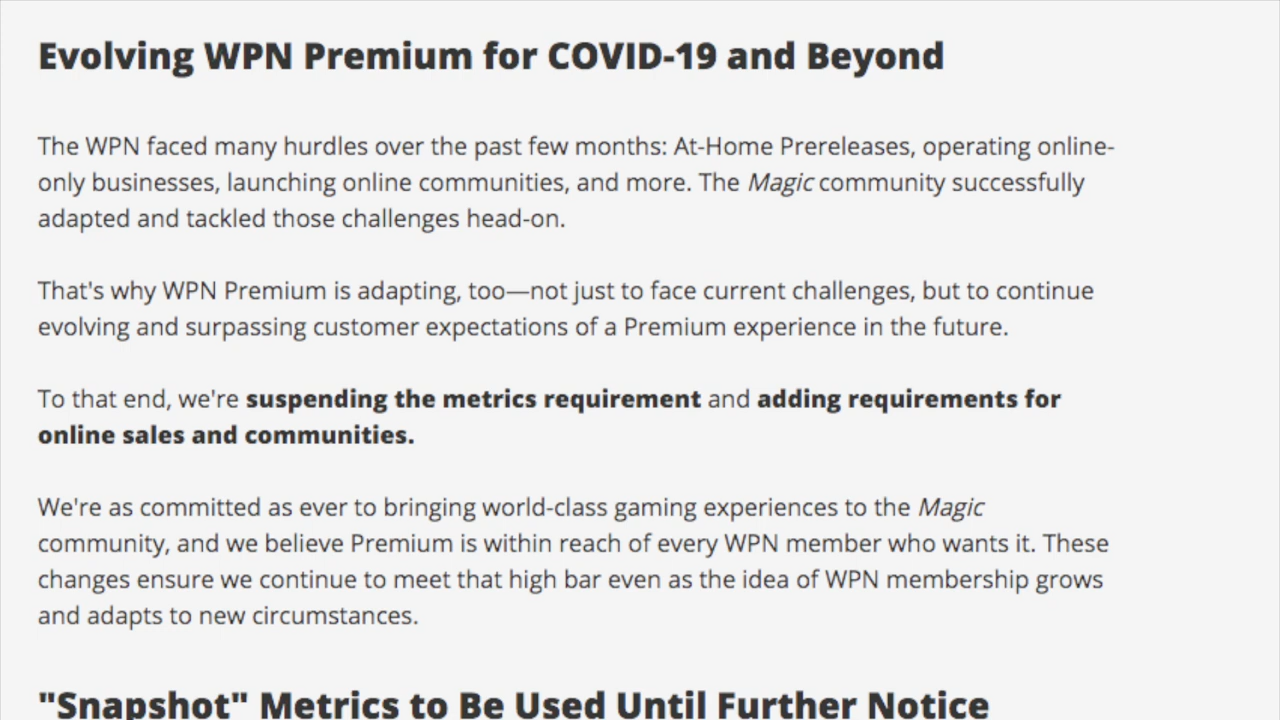 Evolving WPN Premium for COVID-19 and Beyond
The WPN faced many hurdles over the past few months: At-Home Prereleases, operating online-
only businesses, launching online communities, and more. The Magic community successfully
adapted and tackled those challenges head-on.
That's why WPN Premium is adapting, too—not just to face current challenges, but to continue
evolving and surpassing customer expectations of a Premium experience in the future.
To that end, we're suspending the metrics requirement and adding requirements for
online sales and communities.
We're as committed as ever to bringing world-class gaming experiences to the Magic
community, and we believe Premium is within reach of every WPN member who wants it. These
changes ensure we continue to meet that high bar even as the idea of WPN membership grows
and adapts to new circumstances.
"Snapshot" Metrics to Be Used Until Further Notice